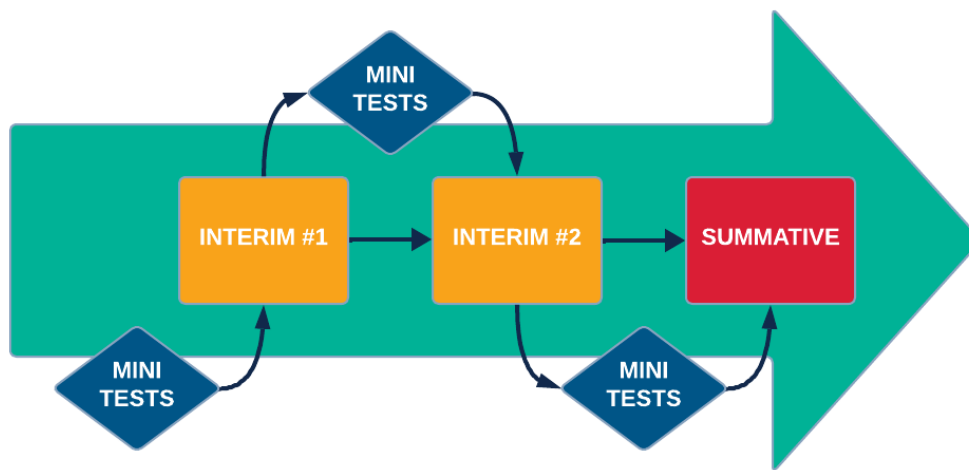 MINI
TESTS
INTERIM #1
INTERIM #2
SUMMATIVE
MINI
TESTS
MINI
TESTS